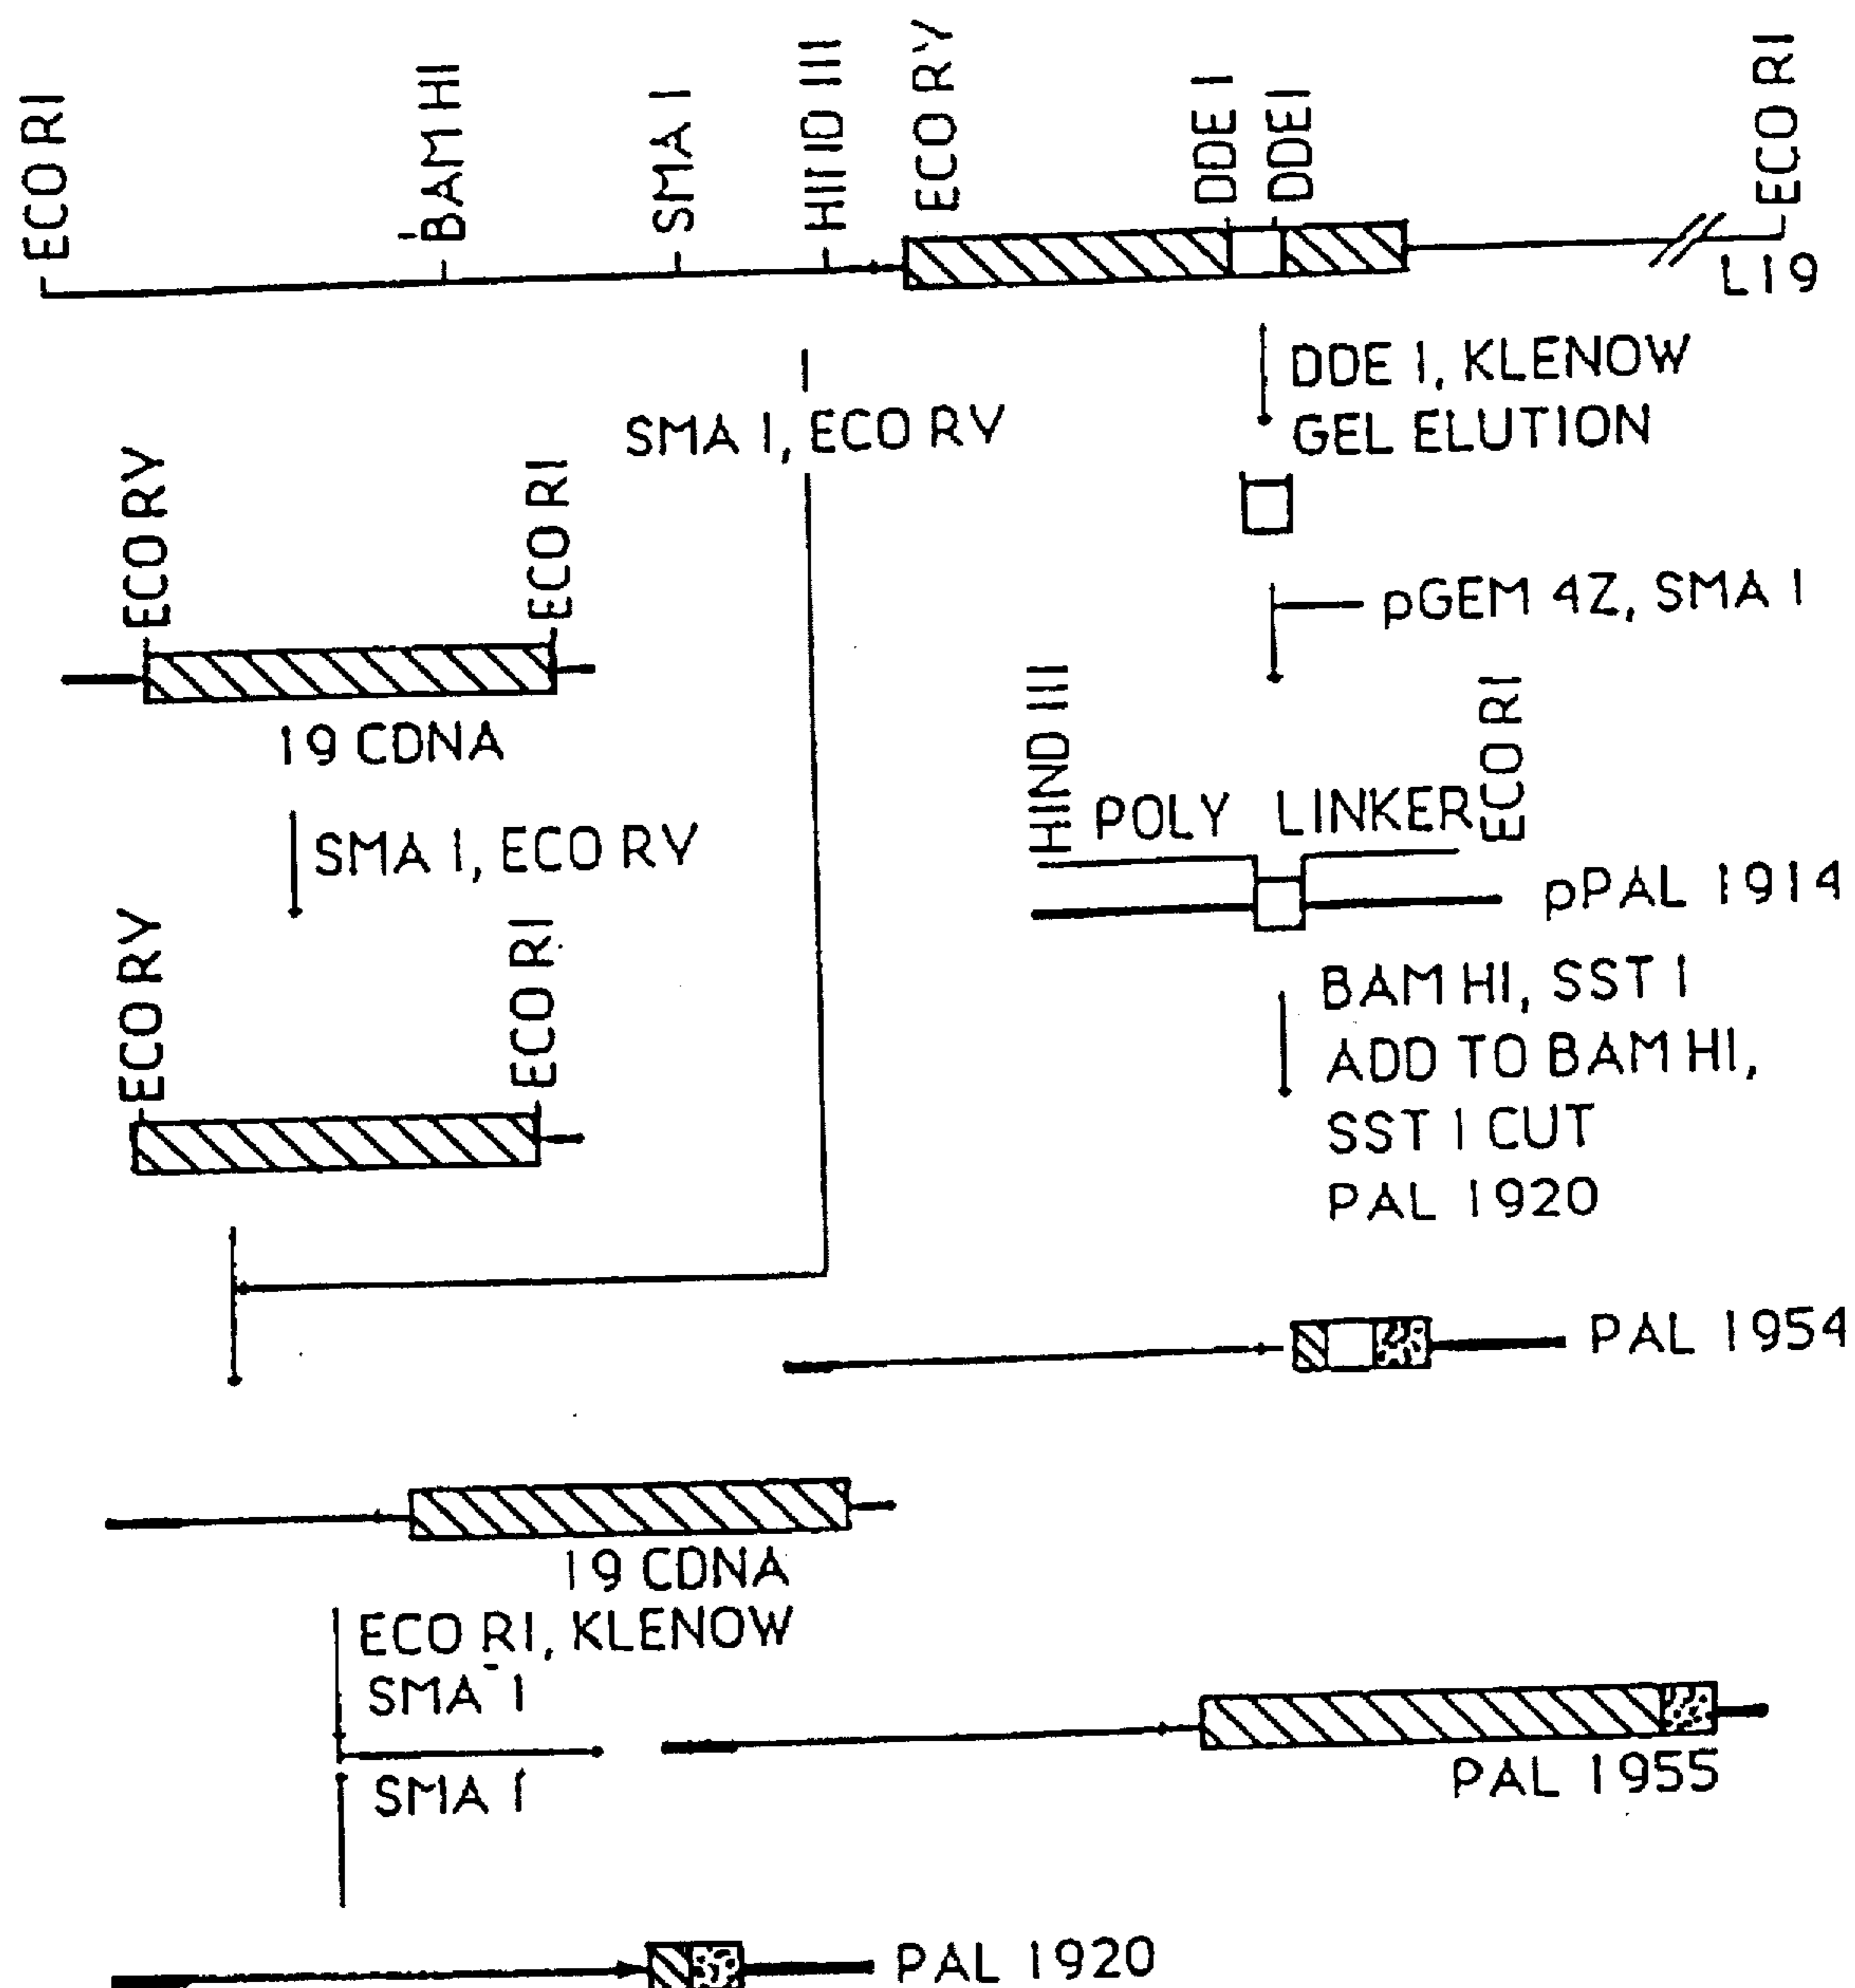 ECO RI
BAM HI
SMA I
HIND III
ECO RV
DDE I
DDE I
ECO RI
L19
DDE I, KLENOW
GEL ELUTION
SMA I, ECO RV
ECO RV
ECO RI
pGEM 4Z, SMA I
19 CDNA
HIND III
POLY LINKER
ECO RI
SMA I, ECO RV
pPAL 1914
ECO RV
ECO RI
BAM HI, SST I
ADD TO BAM HI,
SST I CUT
PAL 1920
PAL 1954
19 CDNA
ECO RI, KLENOW
SMA I
SMA I
PAL 1955
PAL 1920